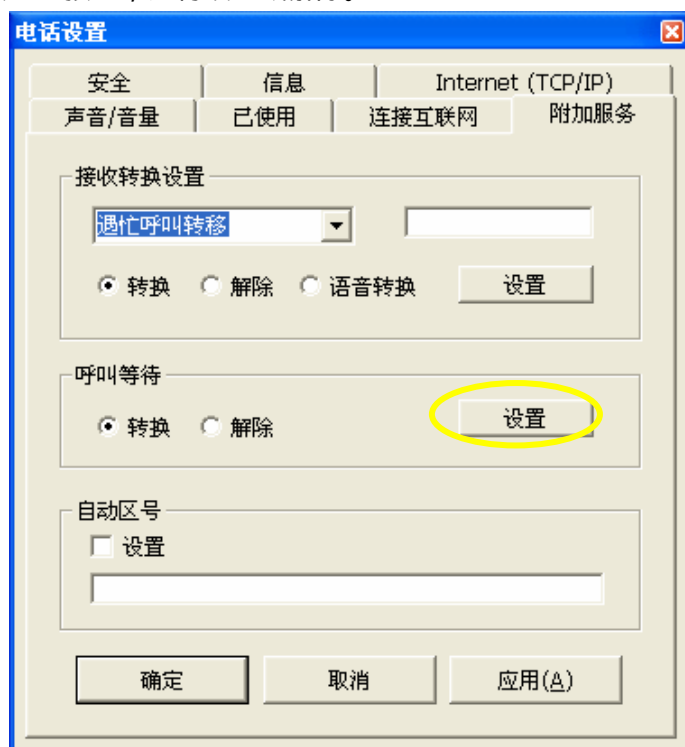 电话设置
安全 信息 Internet (TCP/IP)
声音/音量 已使用 连接互联网 附加服务
接收转换设置
遇忙呼叫转移
转换 解除 语音转换 设置
呼叫等待
转换 解除 设置
自动区号
设置
确定 取消 应用(A)